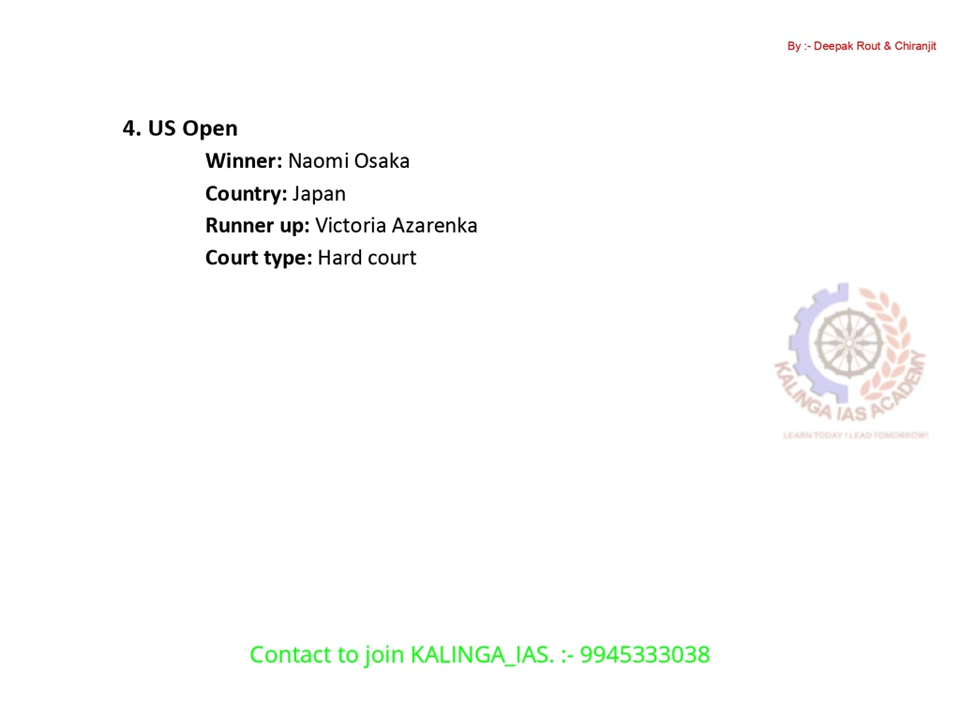 By :- Deepak Rout & Chiranjit
4. US Open
Winner: Naomi Osaka
Country: Japan
Runner up: Victoria Azarenka
Court type: Hard court
KALINGA IAS ACADEMY
LEARN TODAY ! LEAD TOMORROW!
Contact to join KALINGA_IAS. :- 9945333038